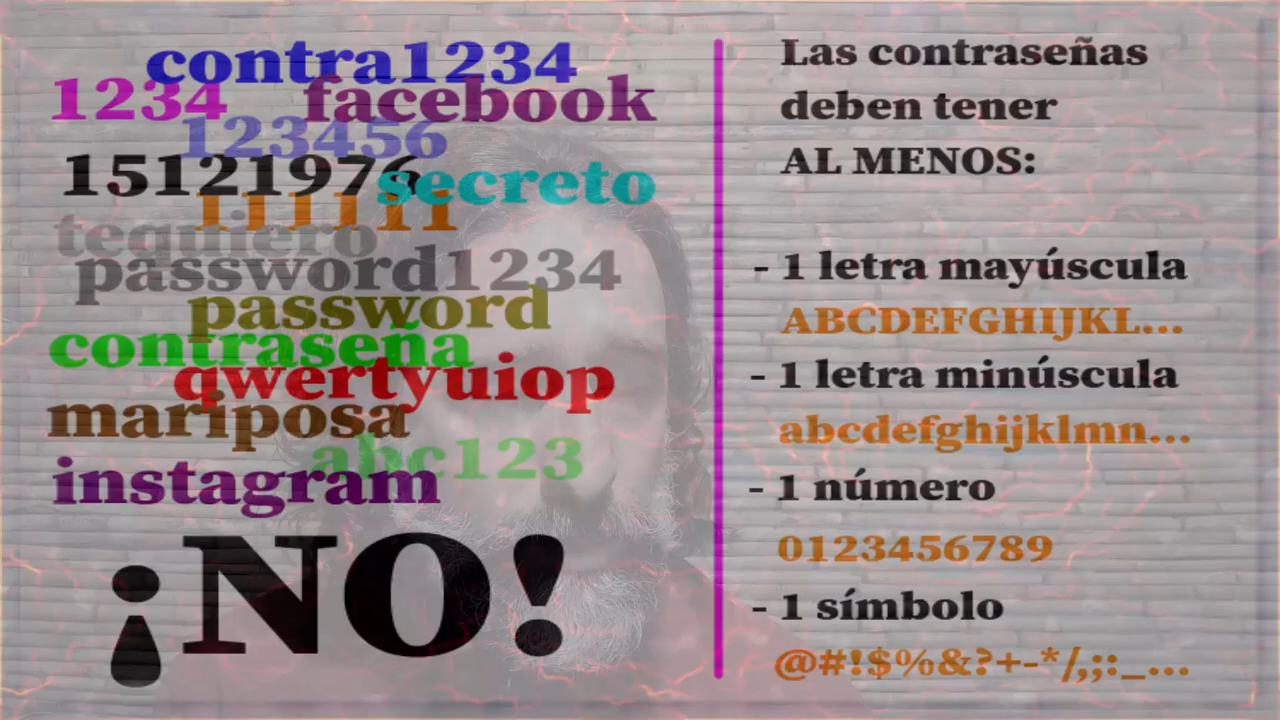 contra1234
1234
facebook
123456
15121976
secreto
111111
tequiero
password1234
password
contraseña
qwertyuiop
mariposa
abc123
instagram
¡NO!
Las contraseñas
deben tener
AL MENOS:
- 1 letra mayúscula
ABCDEFGHIJKL...
- 1 letra minúscula
abcdefghijklmn...
- 1 número
0123456789
- 1 símbolo
@#!$%&?+-*/,;:_...